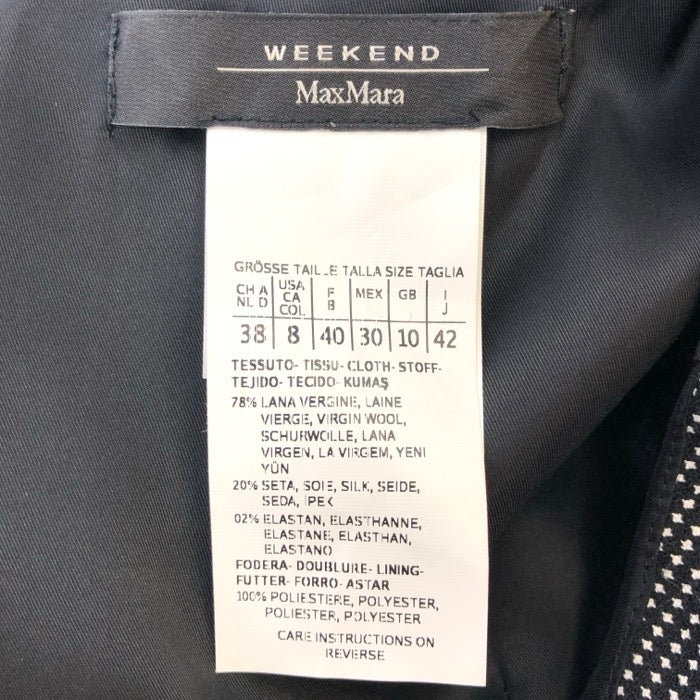 WEEKEND
MaxMara
GRÖSSE TAILLE TALLA SIZE TAGLIA
CH A NL D USA CA COL F B MEX GB I J
38 8 40 30 10 42
TESSUTO- TISSU- CLOTH- STOFF-
TEJIDO- TECIDO- KUMAŞ
78% LANA VERGINE, LAINE
VIERGE, VIRGIN WOOL,
SCHURWOLLE, LANA
VIRGEN, LA VIRGEM, YENI
YÜN
20% SETA, SOIE, SILK, SEIDE,
SEDA, IPEK
02% ELASTAN, ELASTHANNE,
ELASTANE, ELASTHAN,
ELASTANO
FODERA- DOUBLURE- LINING-
FUTTER- FORRO- ASTAR
100% POLIESTERE, POLYESTER,
POLIESTER, POLYESTER
CARE INSTRUCTIONS ON
REVERSE